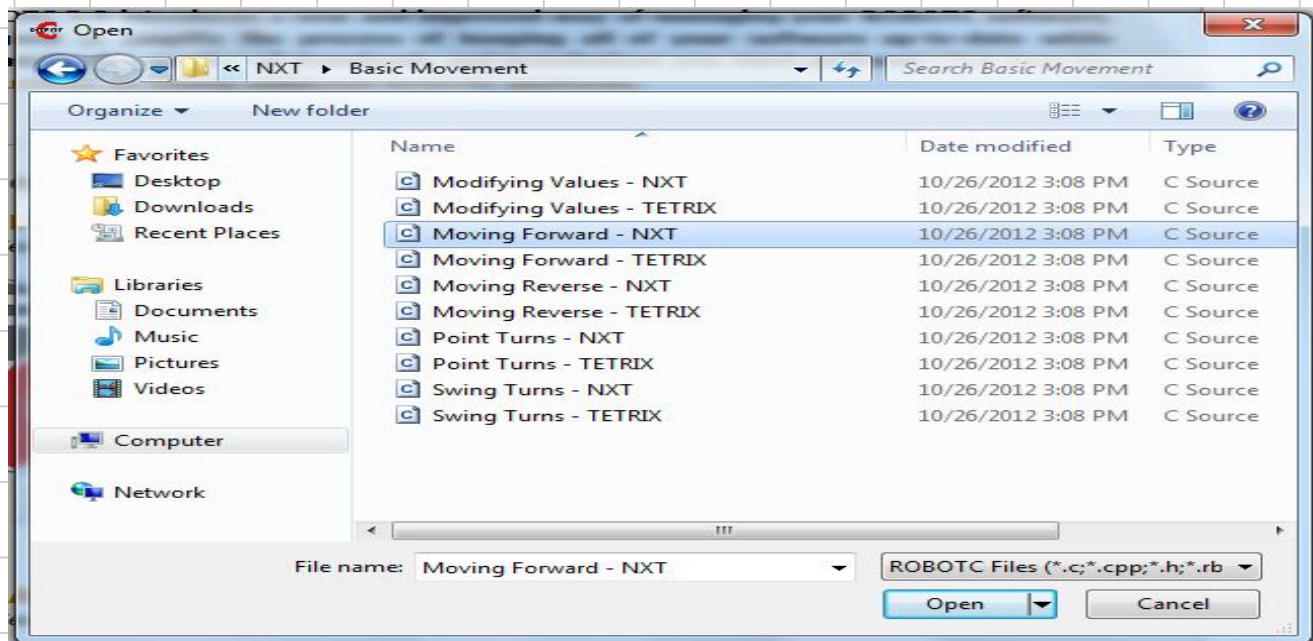 Open
« NXT ▸ Basic Movement
Search Basic Movement
Organize
New folder
Name Date modified Type
Favorites
Desktop
Downloads
Recent Places
Libraries
Documents
Music
Pictures
Videos
Computer
Network
Modifying Values - NXT 10/26/2012 3:08 PM C Source
Modifying Values - TETRIX 10/26/2012 3:08 PM C Source
Moving Forward - NXT 10/26/2012 3:08 PM C Source
Moving Forward - TETRIX 10/26/2012 3:08 PM C Source
Moving Reverse - NXT 10/26/2012 3:08 PM C Source
Moving Reverse - TETRIX 10/26/2012 3:08 PM C Source
Point Turns - NXT 10/26/2012 3:08 PM C Source
Point Turns - TETRIX 10/26/2012 3:08 PM C Source
Swing Turns - NXT 10/26/2012 3:08 PM C Source
Swing Turns - TETRIX 10/26/2012 3:08 PM C Source
File name: Moving Forward - NXT
ROBOTC Files (*.c;*.cpp;*.h;*.rb
Open
Cancel